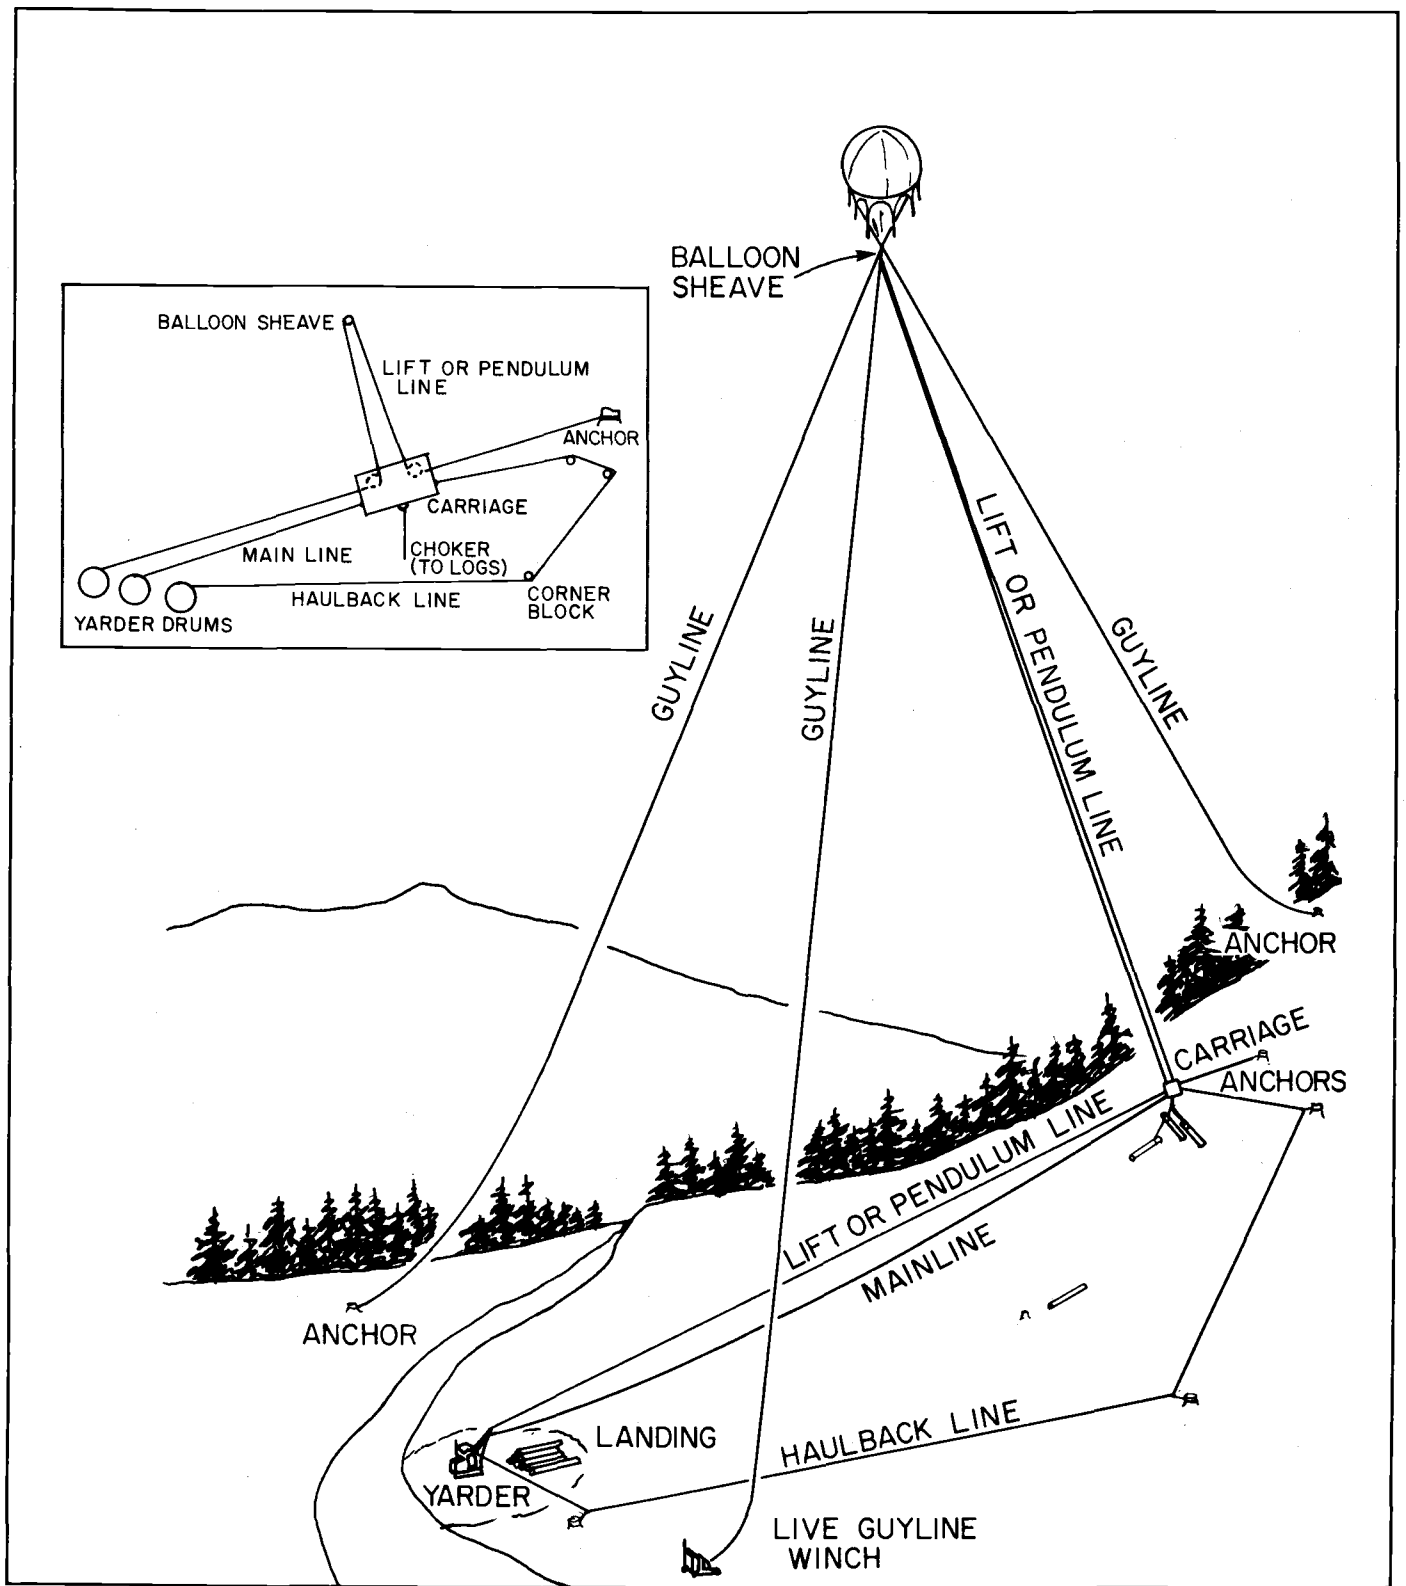 BALLOON
SHEAVE
BALLOON SHEAVE
LIFT OR PENDULUM
LINE
ANCHOR
CARRIAGE
MAIN LINE
CHOKER
(TO LOGS)
HAULBACK LINE
CORNER
BLOCK
YARDER DRUMS
GUYLINE
GUYLINE
LIFT OR PENDULUM LINE
GUYLINE
ANCHOR
CARRIAGE
ANCHORS
LIFT OR PENDULUM LINE
MAINLINE
ANCHOR
LANDING
HAULBACK LINE
YARDER
LIVE GUYLINE
WINCH